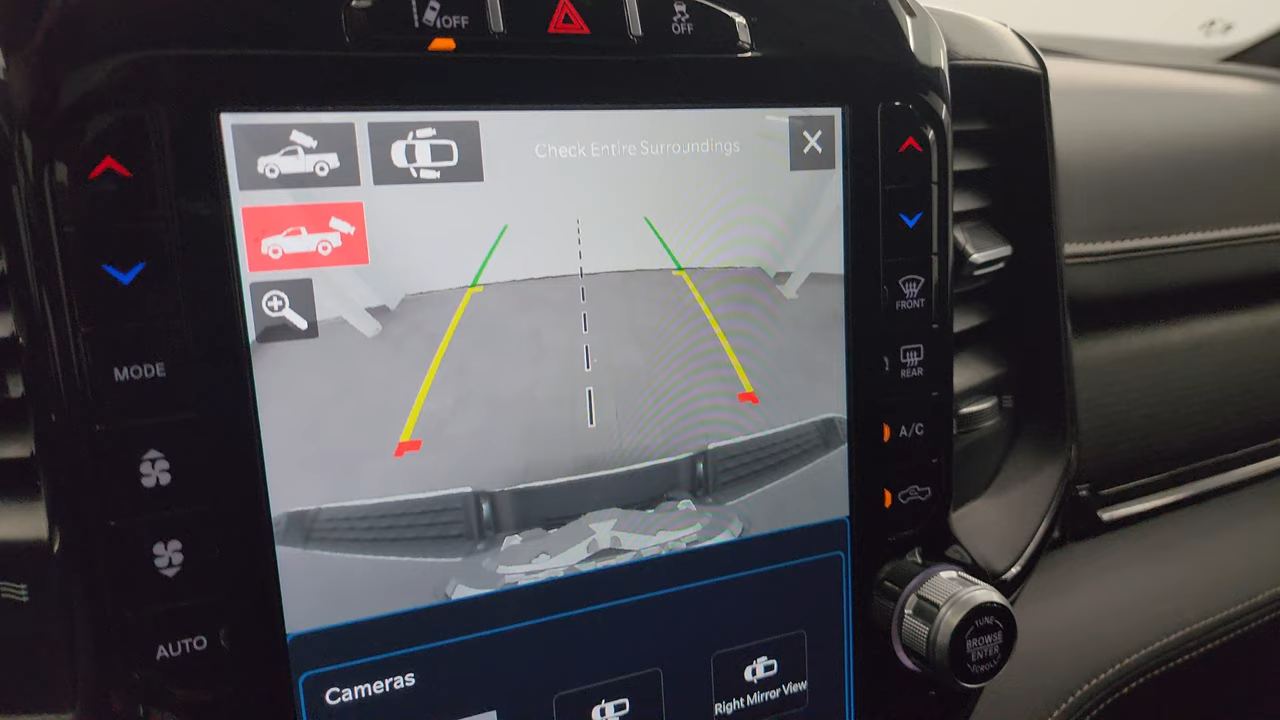 OFF
OFF
Check Entire Surroundings
FRONT
MODE
REAR
A/C
AUTO
TUNE
BROWSE
ENTER
SCROLL
Cameras
Right Mirror View